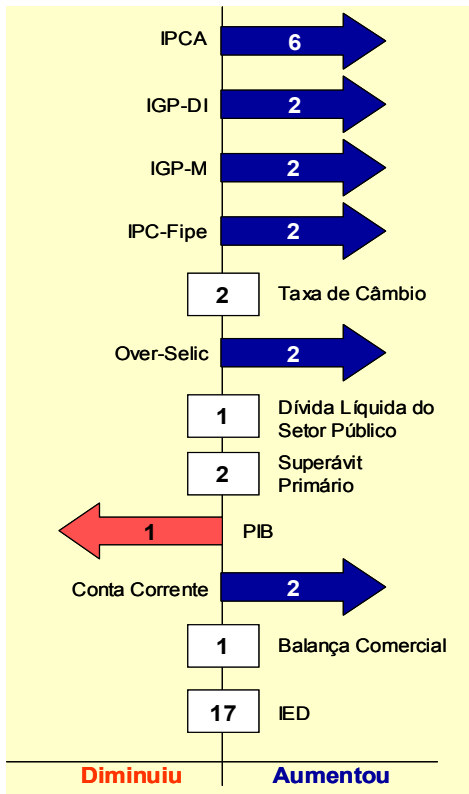 IPCA 6
IGP-DI 2
IGP-M 2
IPC-Fipe 2
2 Taxa de Câmbio
Over-Selic 2
1 Dívida Líquida do
Setor Público
2 Superávit
Primário
1 PIB
Conta Corrente 2
1 Balança Comercial
17 IED
Diminuiu Aumentou